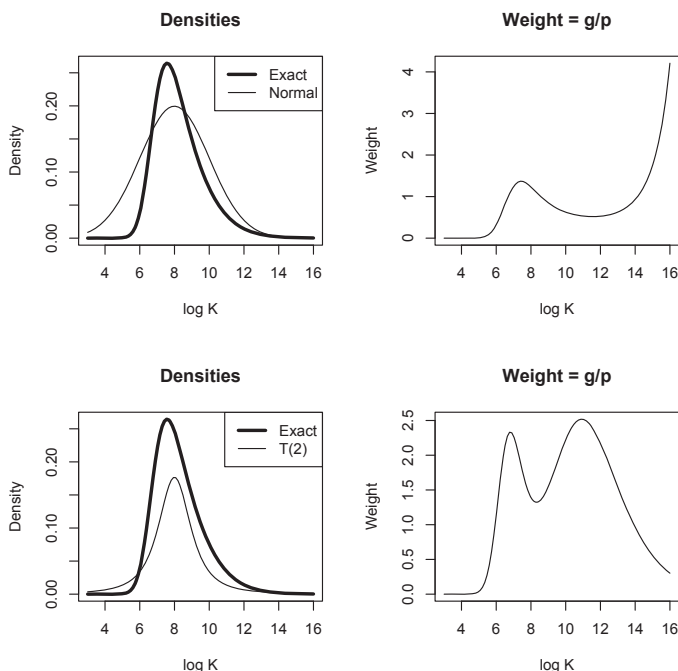 Densities
Density
0.00 0.10 0.20
Exact
Normal
4 6 8 10 12 14 16
log K
Weight = g/p
Weight
0 1 2 3 4
4 6 8 10 12 14 16
log K
Densities
Density
0.00 0.10 0.20
Exact
T(2)
4 6 8 10 12 14 16
log K
Weight = g/p
Weight
0.0 0.5 1.0 1.5 2.0 2.5
4 6 8 10 12 14 16
log K